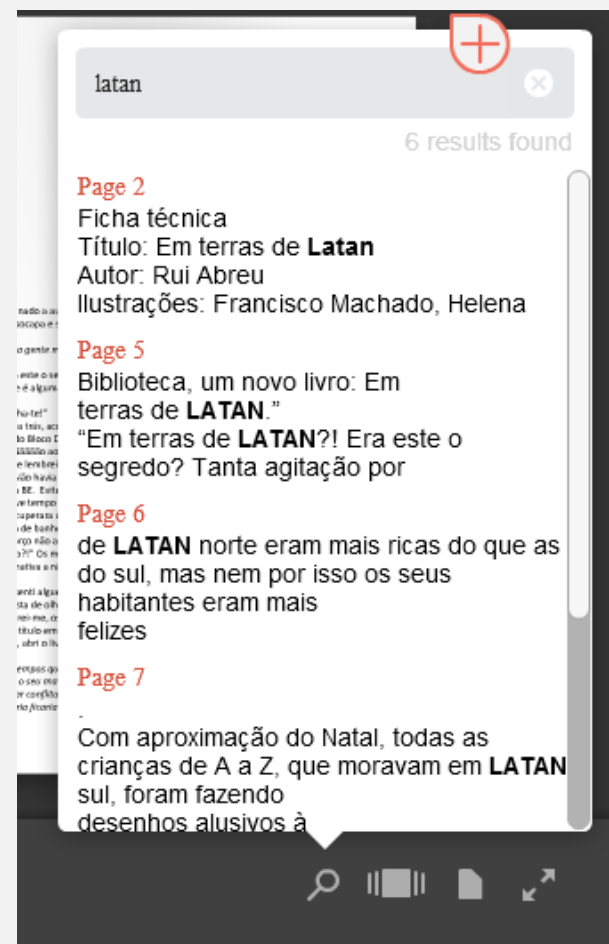 latan
6 results found
Page 2
Ficha técnica
Título: Em terras de Latan
Autor: Rui Abreu
Ilustrações: Francisco Machado, Helena
Page 5
Biblioteca, um novo livro: Em
terras de LATAN.”
“Em terras de LATAN?! Era este o
segredo? Tanta agitação por
Page 6
de LATAN norte eram mais ricas do que as
do sul, mas nem por isso os seus
habitantes eram mais
felizes
Page 7
.
Com aproximação do Natal, todas as
crianças de A a Z, que moravam em LATAN
sul, foram fazendo
desenhos alusivos à